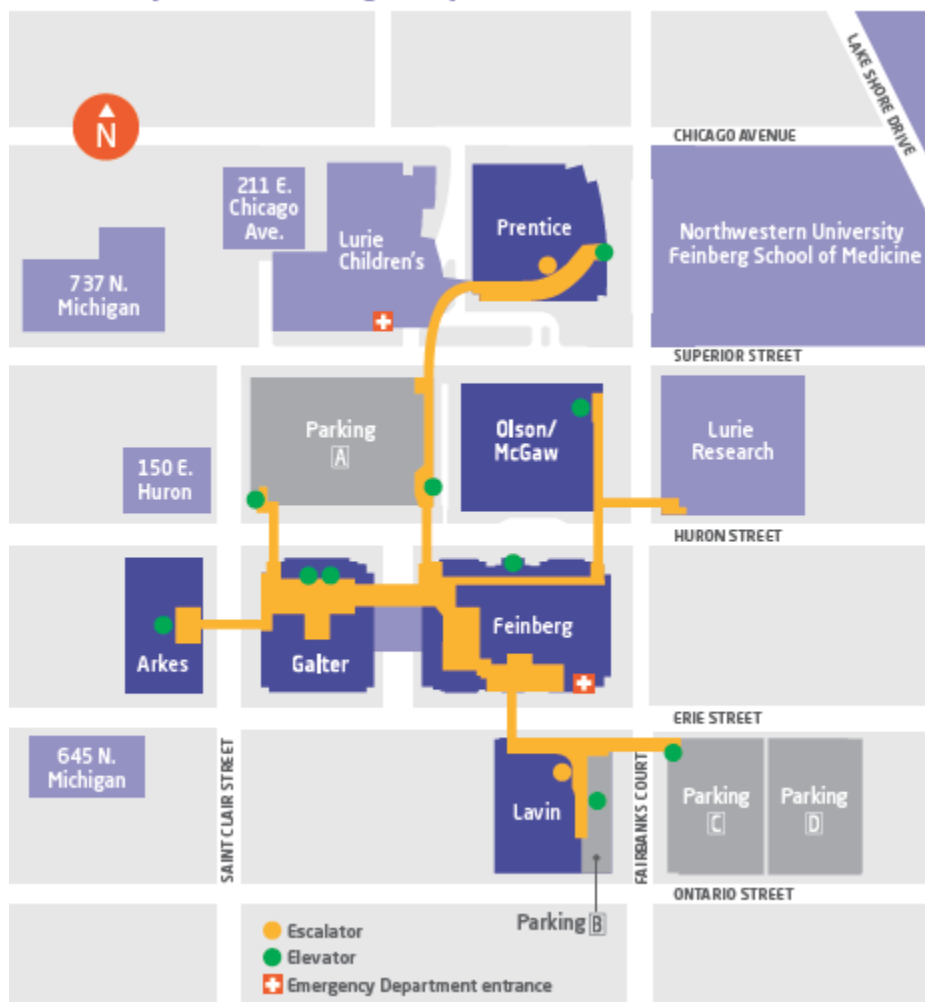 LAKE SHORE DRIVE
N
CHICAGO AVENUE
211 E.
Chicago
Ave.
Lurie
Children's
Prentice
Northwestern University
Feinberg School of Medicine
737 N.
Michigan
SUPERIOR STREET
Parking
A
Olson/
McGaw
Lurie
Research
150 E.
Huron
HURON STREET
Arkes
Galter
Feinberg
ERIE STREET
645 N.
Michigan
SAINT CLAIR STREET
Lavin
FAIRBANKS COURT
Parking
C
Parking
D
ONTARIO STREET
Parking B
Escalator
Elevator
Emergency Department entrance